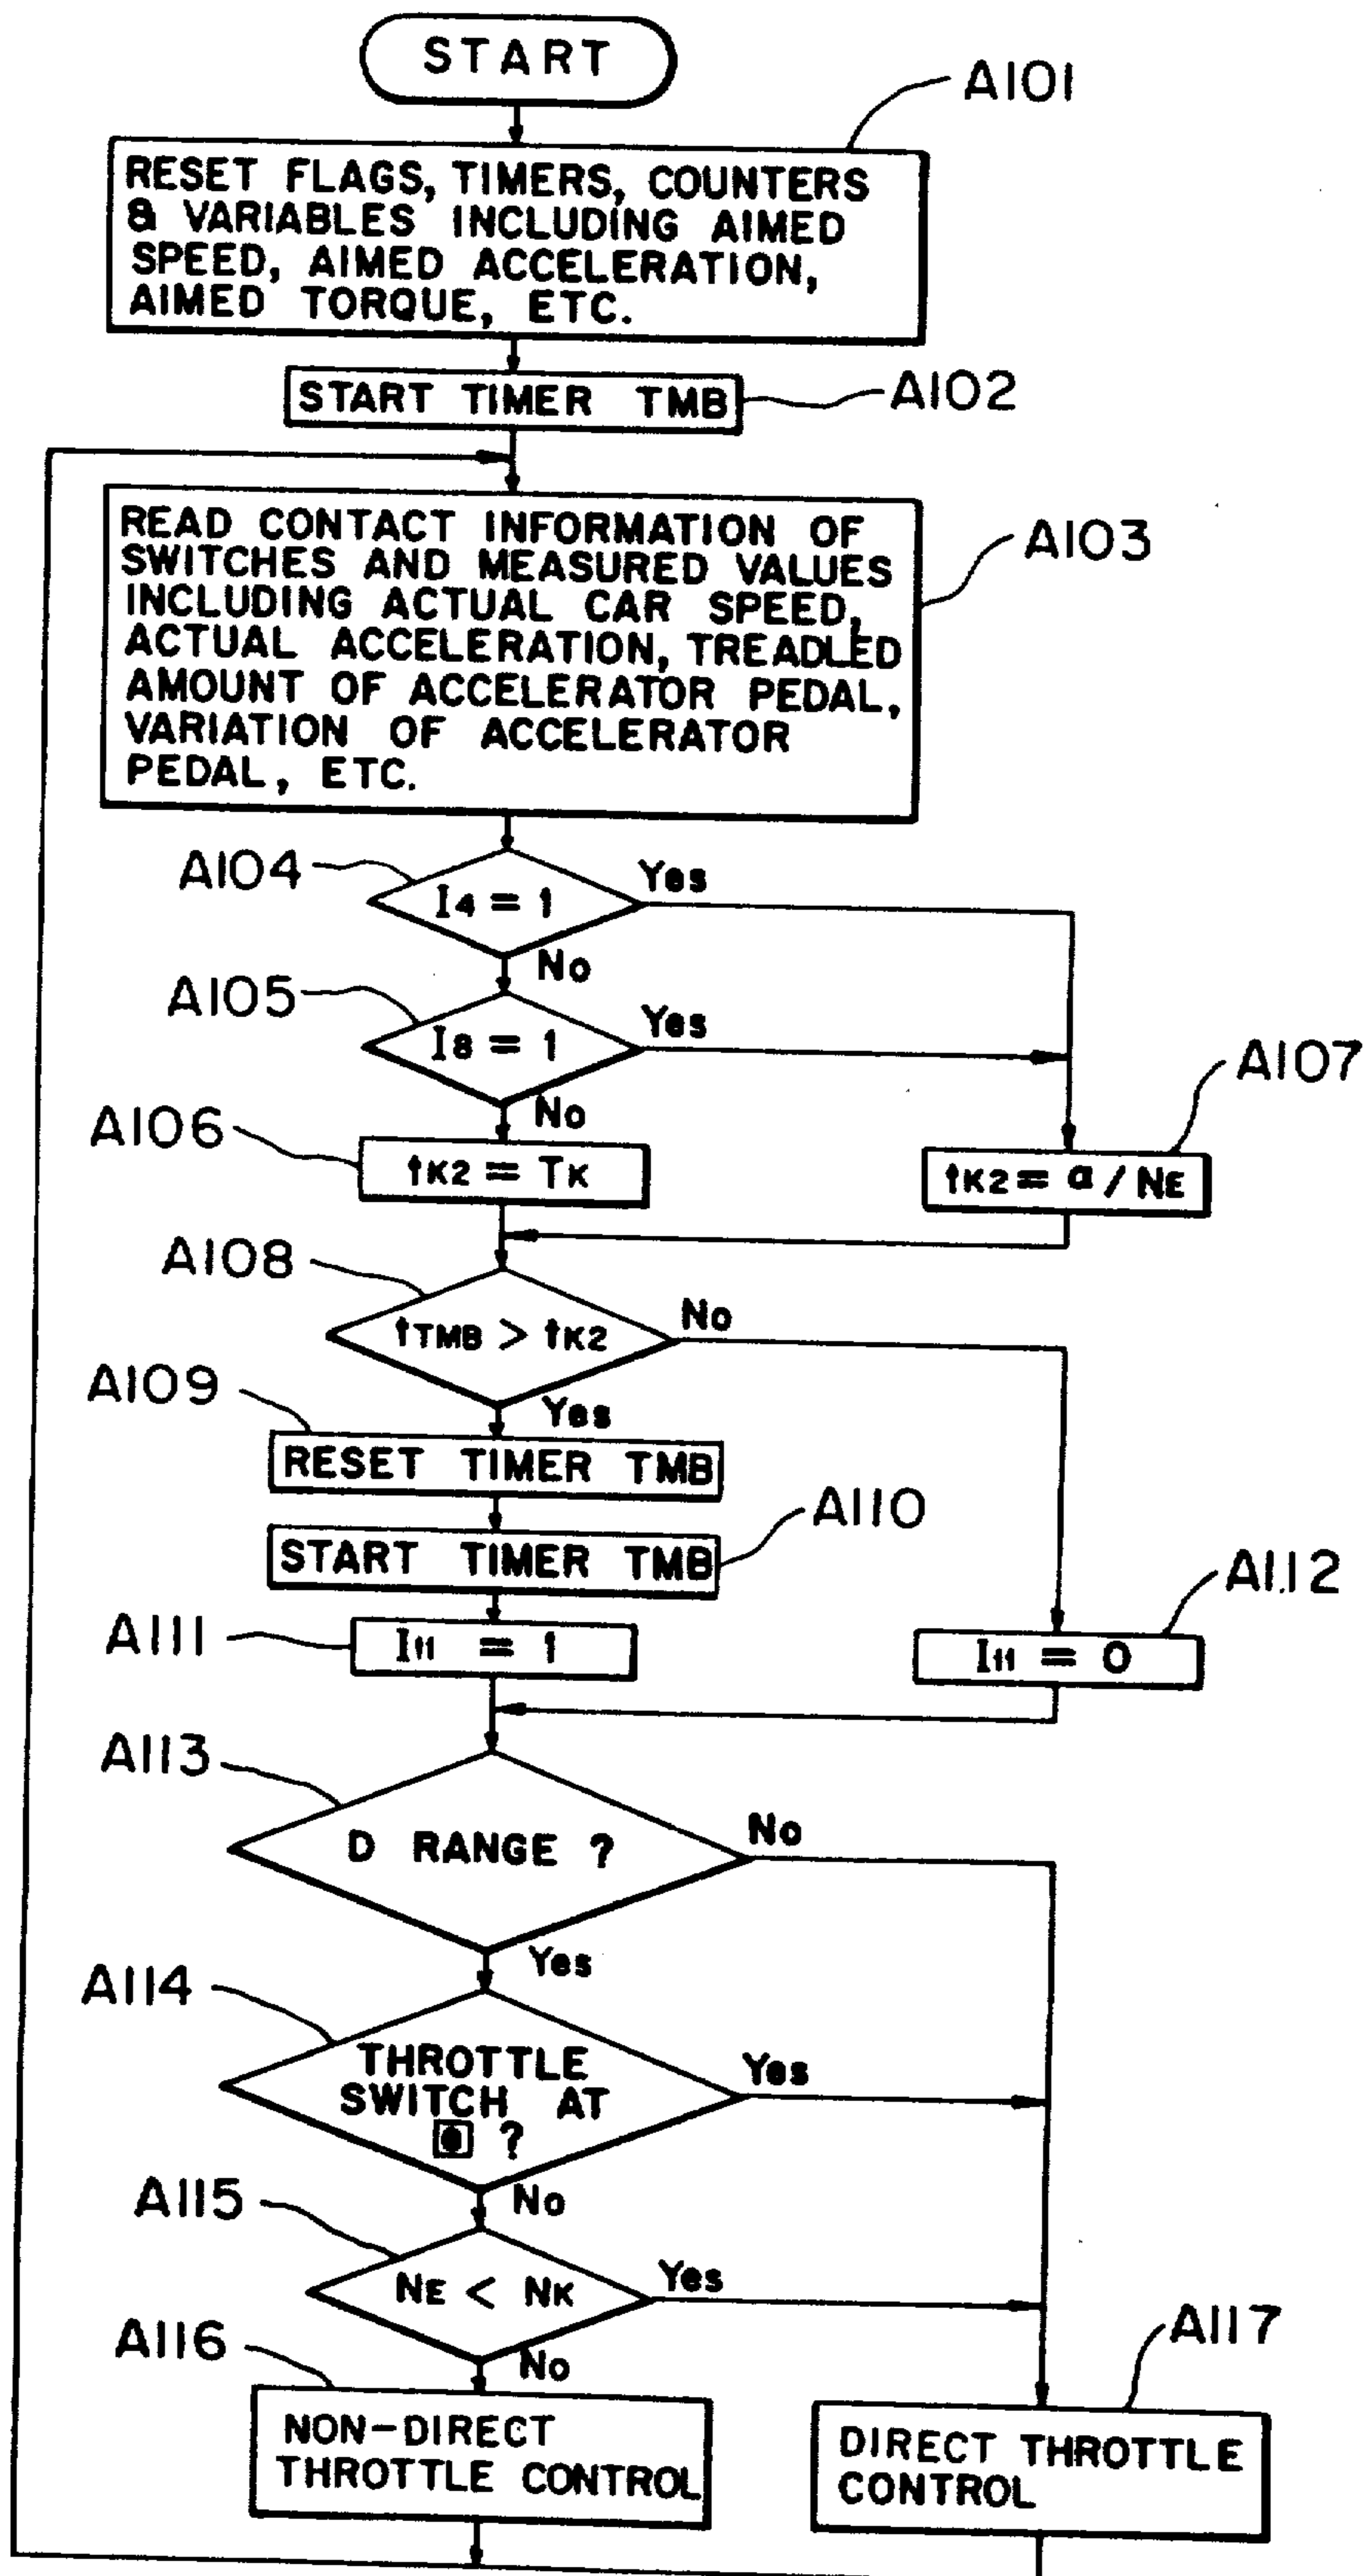 START
A101
RESET FLAGS, TIMERS, COUNTERS
& VARIABLES INCLUDING AIMED
SPEED, AIMED ACCELERATION,
AIMED TORQUE, ETC.
START TIMER TMB
A102
READ CONTACT INFORMATION OF
SWITCHES AND MEASURED VALUES
INCLUDING ACTUAL CAR SPEED,
ACTUAL ACCELERATION, TREADLED
AMOUNT OF ACCELERATOR PEDAL,
VARIATION OF ACCELERATOR
PEDAL, ETC.
A103
A104
I4 = 1
Yes
No
A105
I8 = 1
Yes
No
A106
tK2 = TK
A107
tK2 = α / NE
A108
tTMB > tK2
No
Yes
A109
RESET TIMER TMB
START TIMER TMB
A110
A111
I11 = 1
A112
I11 = 0
A113
D RANGE ?
No
Yes
A114
THROTTLE
SWITCH AT
?
Yes
No
A115
NE < NK
Yes
No
A116
NON-DIRECT
THROTTLE CONTROL
A117
DIRECT THROTTLE
CONTROL